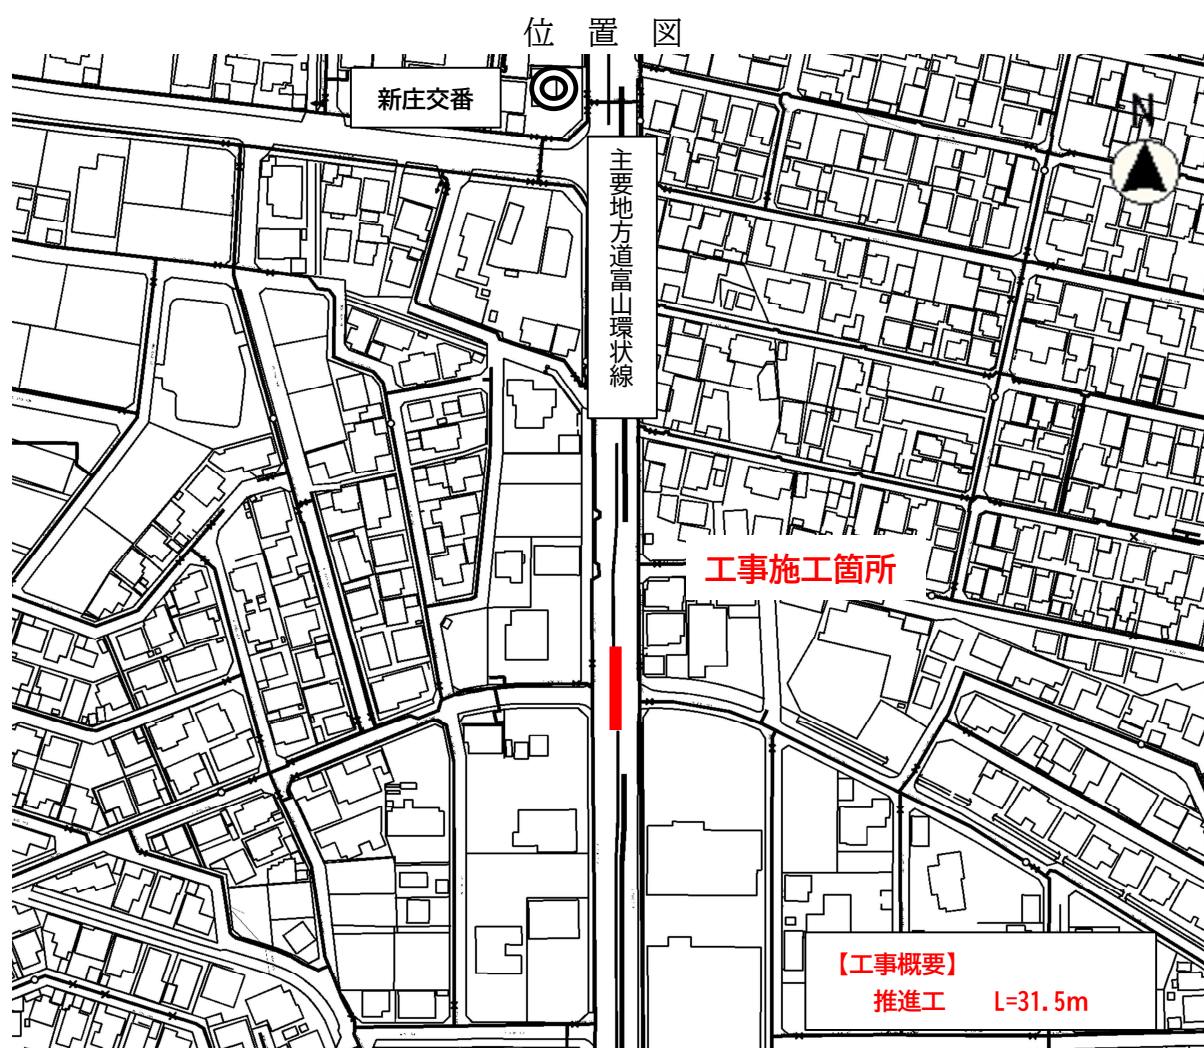 位 置 図
新庄交番
N
主要地方道富山環状線
工事施工箇所
【工事概要】
推進工 L=31.5m